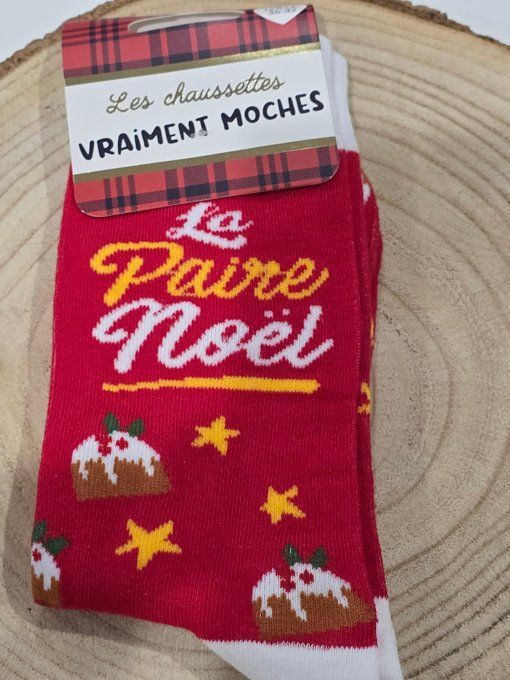 Les chaussettes
VRAiMENT MOCHES
La
Paire
Noël